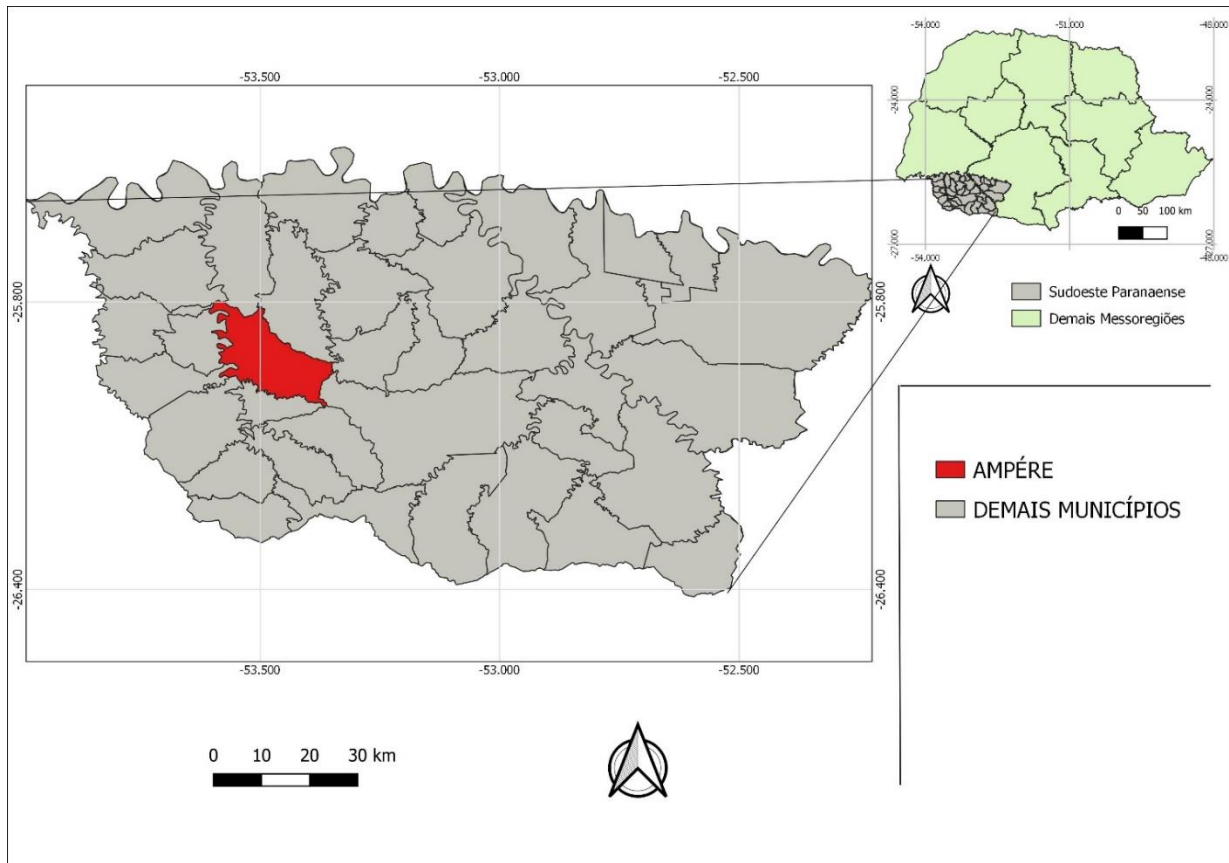 -54.000 -51.000 -48.000
-24.000 -24.000
-27.000 -27.000
-54.000 -48.000
0 50 100 km
Sudoeste Paranaense
Demais Messoregiões
-53.500 -53.000 -52.500
-25.800 -25.800
-26.400 -26.400
-53.500 -53.000 -52.500
AMPÉRE
DEMAIS MUNICÍPIOS
0 10 20 30 km